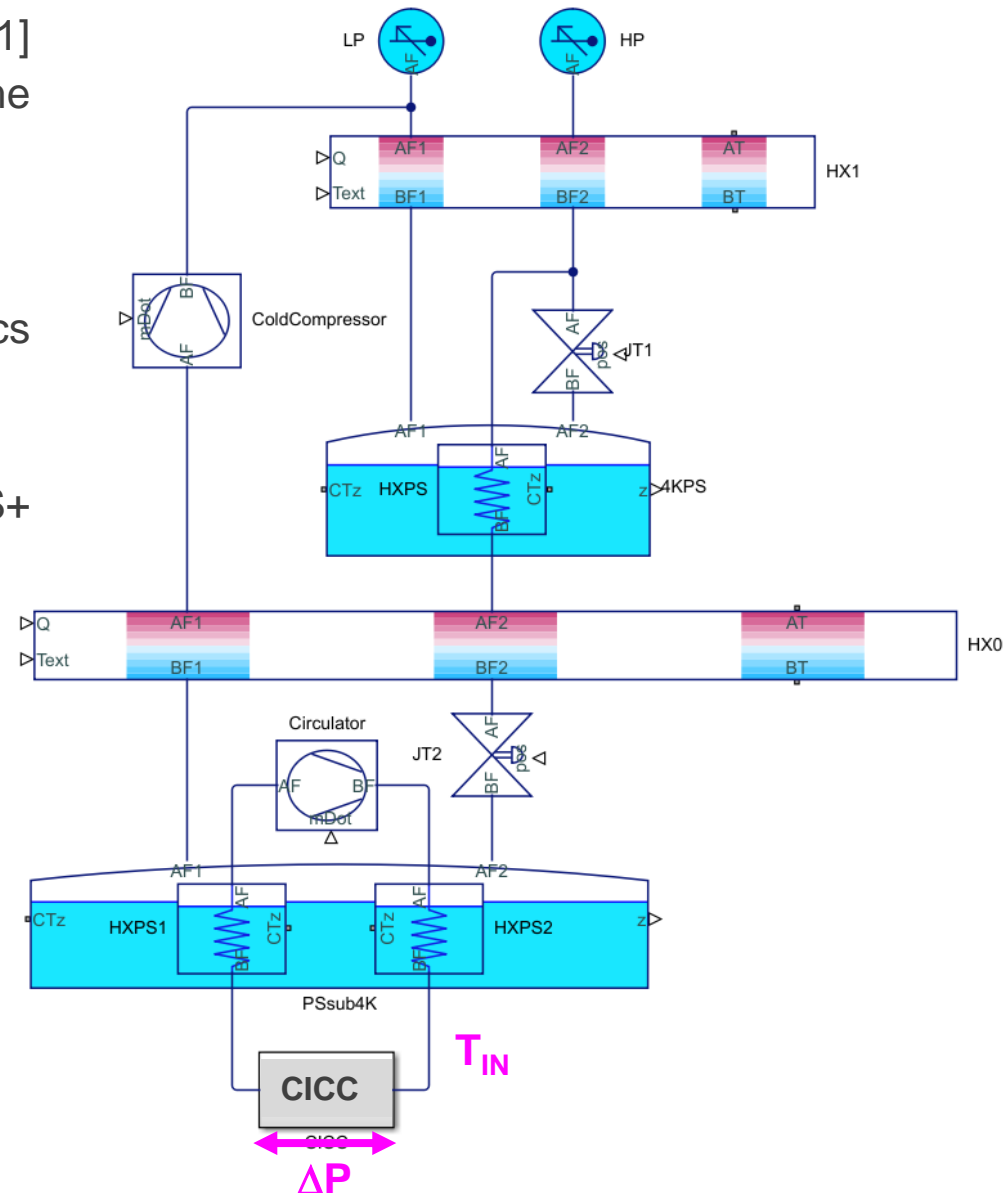 1]
ne
cs
S+
LP
HP
AF
AF
Q
Text
AF1
BF1
AF2
BF2
AT
BT
HX1
BF
mDot
AF
ColdCompressor
AF
pos
BF
JT1
AF1
AF2
CTz
HXPS
AF
CTz
BF
z
4KPS
Q
Text
AF1
BF1
AF2
BF2
AT
BT
HX0
Circulator
AF
BF
mDot
JT2
AF
pos
BF
AF1
AF2
CTz
HXPS1
AF
CTz
BF
CTz
AF
BF
HXPS2
z
PSsub4K
TIN
CICC
CICC
ΔP